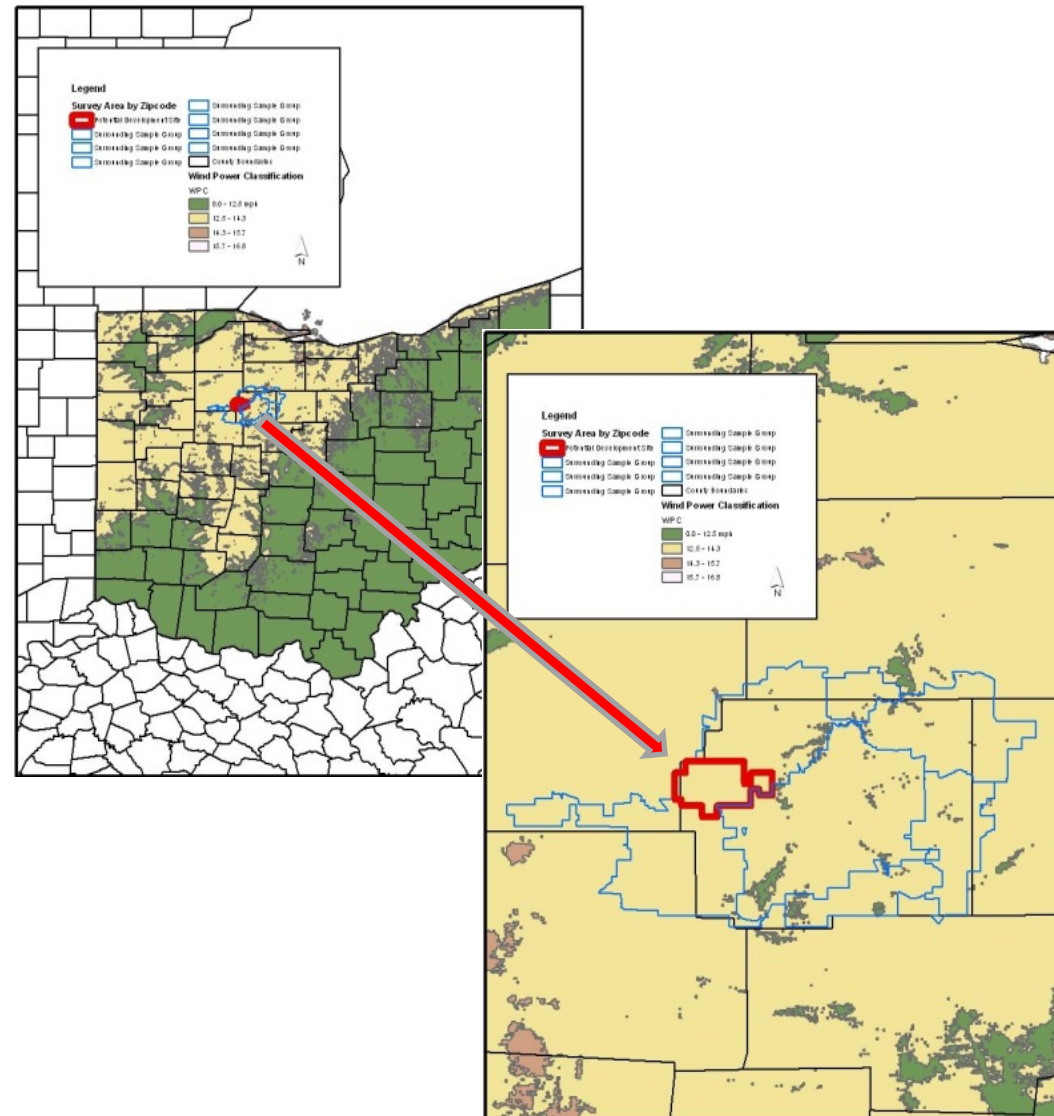 Legend
Survey Area by Zipcode
Potential Development Site
Surrounding Sample Group
Surrounding Sample Group
Surrounding Sample Group
Surrounding Sample Group
Surrounding Sample Group
Surrounding Sample Group
Surrounding Sample Group
County Boundaries
Wind Power Classification
WPC
0.0 - 12.5 mph
12.5 - 14.3
14.3 - 15.7
15.7 - 16.8
N
Legend
Survey Area by Zipcode
Potential Development Site
Surrounding Sample Group
Surrounding Sample Group
Surrounding Sample Group
Surrounding Sample Group
Surrounding Sample Group
Surrounding Sample Group
Surrounding Sample Group
County Boundaries
Wind Power Classification
WPC
0.0 - 12.5 mph
12.5 - 14.3
14.3 - 15.7
15.7 - 16.8
N